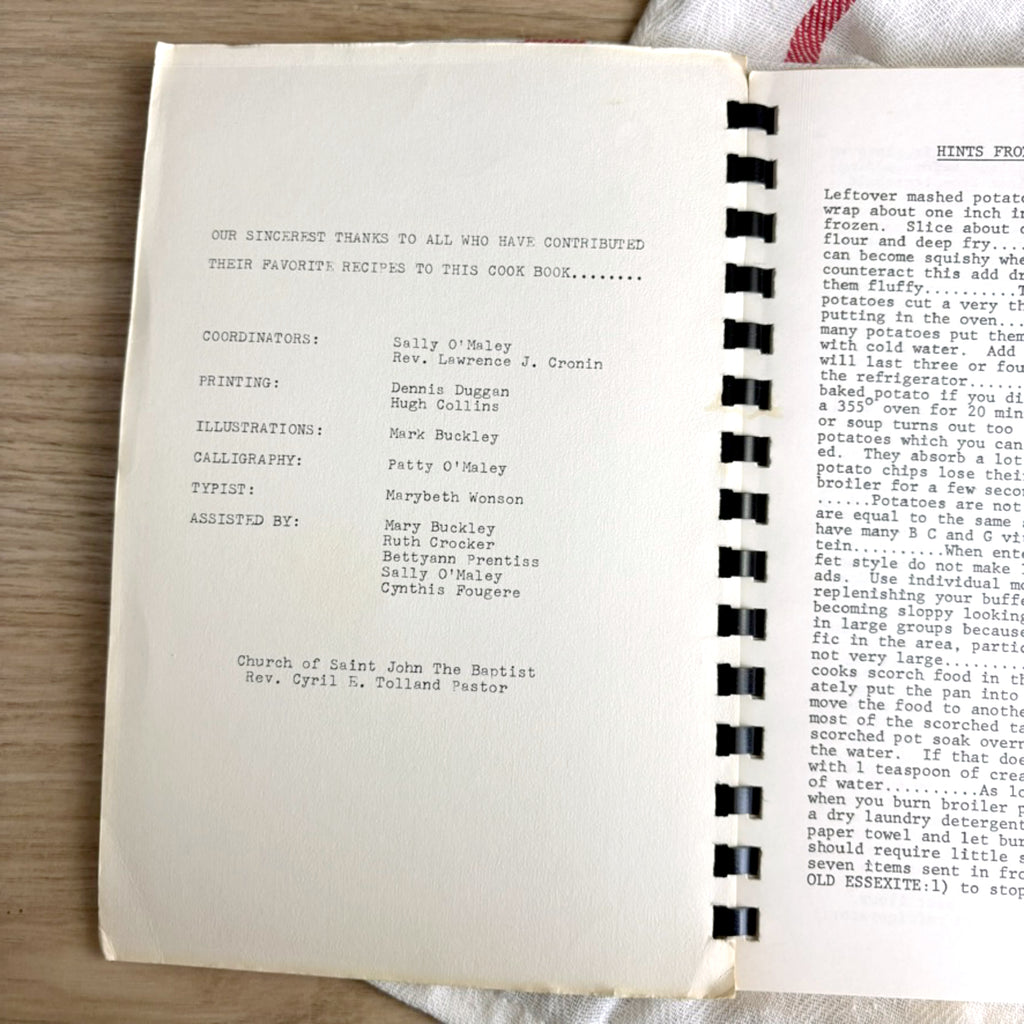 OUR SINCEREST THANKS TO ALL WHO HAVE CONTRIBUTED
THEIR FAVORITE RECIPES TO THIS COOK BOOK........
COORDINATORS: Sally O'Maley
Rev. Lawrence J. Cronin
PRINTING: Dennis Duggan
Hugh Collins
ILLUSTRATIONS: Mark Buckley
CALLIGRAPHY: Patty O'Maley
TYPIST: Marybeth Wonson
ASSISTED BY: Mary Buckley
Ruth Crocker
Bettyann Prentiss
Sally O'Maley
Cynthis Fougere
Church of Saint John The Baptist
Rev. Cyril E. Tolland Pastor
HINTS FRO
Leftover mashed potato
wrap about one inch in
frozen.  Slice about
flour and deep fry....
can become squishy whe
counteract this add dr
them fluffy..........T
potatoes cut a very th
putting in the oven...
many potatoes put them
with cold water.  Add
will last three or fou
the refrigerator......
baked potato if you di
a 355° oven for 20 min
or soup turns out too
potatoes which you can
ed.  They absorb a lot
potato chips lose thei
broiler for a few seco
......Potatoes are not
are equal to the same
have many B C and G vi
tein..........When ente
fet style do not make
ads.  Use individual mo
replenishing your buffe
becoming sloppy looking
in large groups because
fic in the area, partic
not very large.........
cooks scorch food in th
ately put the pan into
move the food to anothe
most of the scorched ta
scorched pot soak overn
the water.  If that doe
with 1 teaspoon of crea
of water..........As lo
when you burn broiler p
a dry laundry detergent
paper towel and let bur
should require little s
seven items sent in fro
OLD ESSEXITE:1) to stop